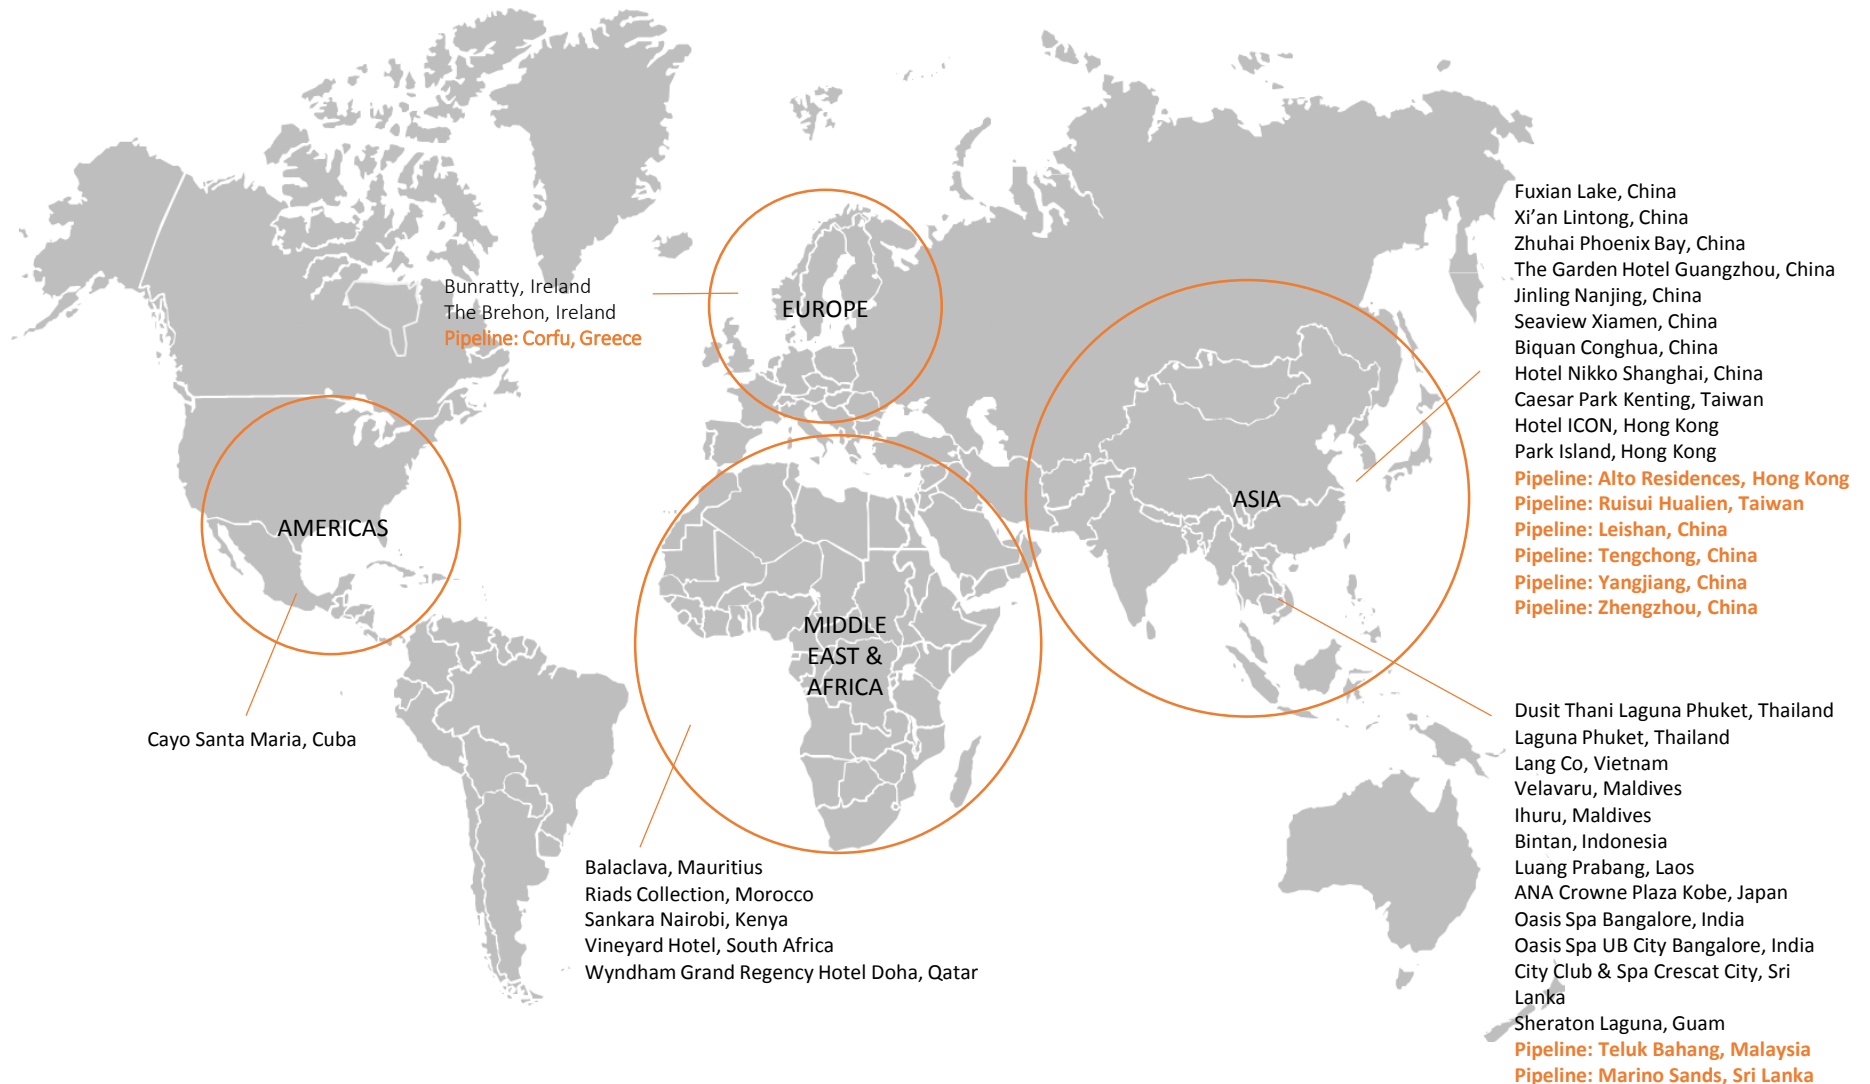 Fuxian Lake, China
Xi’an Lintong, China
Zhuhai Phoenix Bay, China
The Garden Hotel Guangzhou, China
Jinling Nanjing, China
Seaview Xiamen, China
Biquan Conghua, China
Hotel Nikko Shanghai, China
Caesar Park Kenting, Taiwan
Hotel ICON, Hong Kong
Park Island, Hong Kong
Pipeline: Alto Residences, Hong Kong
Pipeline: Ruisui Hualien, Taiwan
Pipeline: Leishan, China
Pipeline: Tengchong, China
Pipeline: Yangjiang, China
Pipeline: Zhengzhou, China
Bunratty, Ireland
The Brehon, Ireland
Pipeline: Corfu, Greece
EUROPE
ASIA
AMERICAS
MIDDLE
EAST &
AFRICA
Cayo Santa Maria, Cuba
Balaclava, Mauritius
Riads Collection, Morocco
Sankara Nairobi, Kenya
Vineyard Hotel, South Africa
Wyndham Grand Regency Hotel Doha, Qatar
Dusit Thani Laguna Phuket, Thailand
Laguna Phuket, Thailand
Lang Co, Vietnam
Velavaru, Maldives
Ihuru, Maldives
Bintan, Indonesia
Luang Prabang, Laos
ANA Crowne Plaza Kobe, Japan
Oasis Spa Bangalore, India
Oasis Spa UB City Bangalore, India
City Club & Spa Crescat City, Sri
Lanka
Sheraton Laguna, Guam
Pipeline: Teluk Bahang, Malaysia
Pipeline: Marino Sands, Sri Lanka